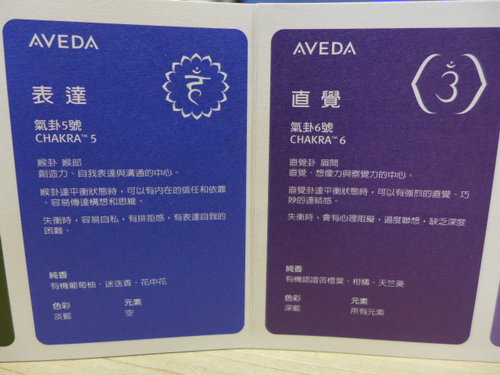 AVEDA
表達
氣卦5號
CHAKRA™ 5
喉卦 喉部
創造力、自我表達與溝通的中心。
喉卦達平衡狀態時，可以有內在的信任和依靠
、容易傳達構想和思維。
失衡時，容易自私，有排拒感，有表達自我的
困難。
純香
有機葡萄柚，迷迭香，花中花
色彩 元素
淡藍 空
AVEDA
直覺
氣卦6號
CHAKRA™ 6
直覺卦 眉間
直覺、想像力與察覺力的中心。
直覺卦達平衡狀態時，可以有強烈的直覺、巧
妙的連結感。
失衡時，會有心理阻礙，過度聯想，缺乏深度
純香
有機認證苦橙葉，柑橘，天竺葵
色彩 元素
深藍 所有元素